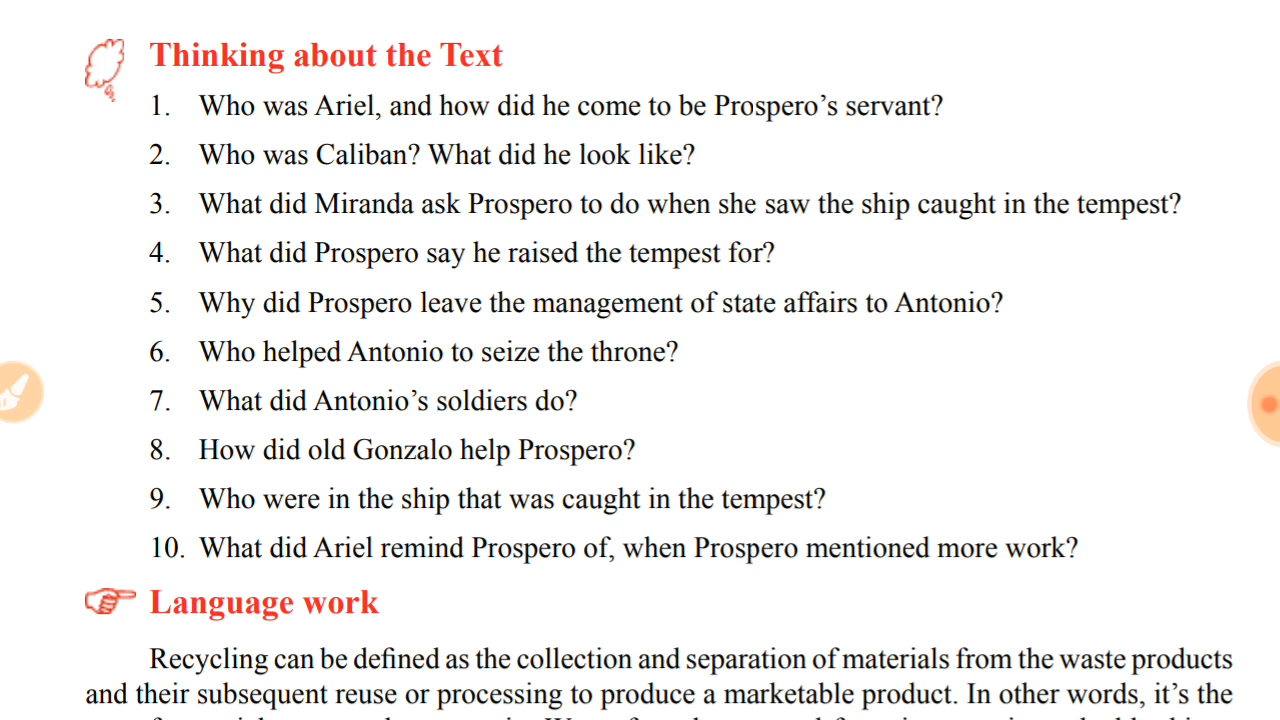 Thinking about the Text
1. Who was Ariel, and how did he come to be Prospero’s servant?
2. Who was Caliban? What did he look like?
3. What did Miranda ask Prospero to do when she saw the ship caught in the tempest?
4. What did Prospero say he raised the tempest for?
5. Why did Prospero leave the management of state affairs to Antonio?
6. Who helped Antonio to seize the throne?
7. What did Antonio’s soldiers do?
8. How did old Gonzalo help Prospero?
9. Who were in the ship that was caught in the tempest?
10. What did Ariel remind Prospero of, when Prospero mentioned more work?
Language work
Recycling can be defined as the collection and separation of materials from the waste products
and their subsequent reuse or processing to produce a marketable product. In other words, it’s the